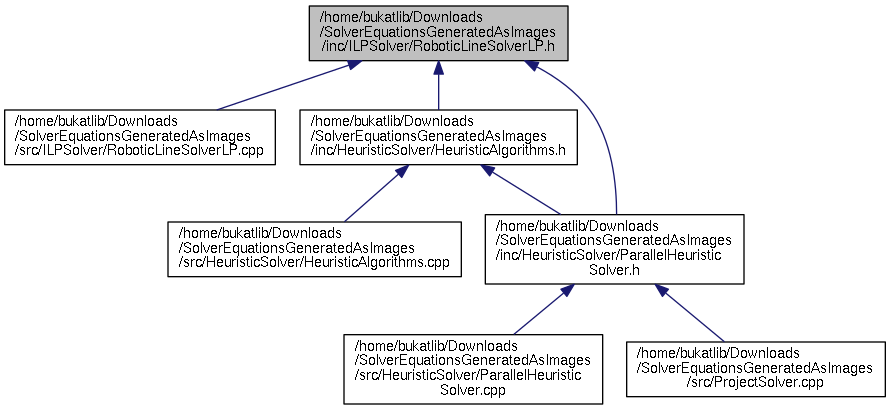 /home/bukatlib/Downloads
/SolverEquationsGeneratedAsImages
/inc/ILPSolver/RoboticLineSolverLP.h
/home/bukatlib/Downloads
/SolverEquationsGeneratedAsImages
/src/ILPSolver/RoboticLineSolverLP.cpp
/home/bukatlib/Downloads
/SolverEquationsGeneratedAsImages
/inc/HeuristicSolver/HeuristicAlgorithms.h
/home/bukatlib/Downloads
/SolverEquationsGeneratedAsImages
/src/HeuristicSolver/HeuristicAlgorithms.cpp
/home/bukatlib/Downloads
/SolverEquationsGeneratedAsImages
/inc/HeuristicSolver/ParallelHeuristic
Solver.h
/home/bukatlib/Downloads
/SolverEquationsGeneratedAsImages
/src/HeuristicSolver/ParallelHeuristic
Solver.cpp
/home/bukatlib/Downloads
/SolverEquationsGeneratedAsImages
/src/ProjectSolver.cpp